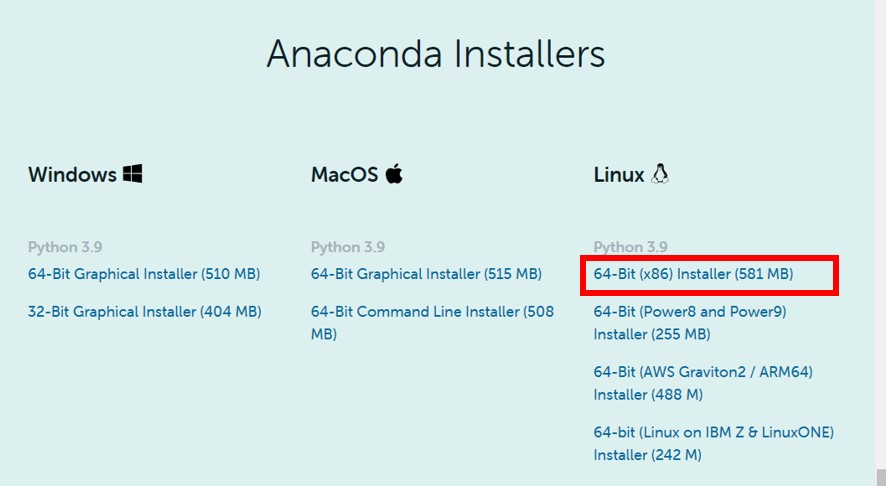 Anaconda Installers
Windows
Python 3.9
64-Bit Graphical Installer (510 MB)
32-Bit Graphical Installer (404 MB)
MacOS
Python 3.9
64-Bit Graphical Installer (515 MB)
64-Bit Command Line Installer (508
MB)
Linux
Python 3.9
64-Bit (x86) Installer (581 MB)
64-Bit (Power8 and Power9)
Installer (255 MB)
64-Bit (AWS Graviton2 / ARM64)
Installer (488 M)
64-bit (Linux on IBM Z & LinuxONE)
Installer (242 M)